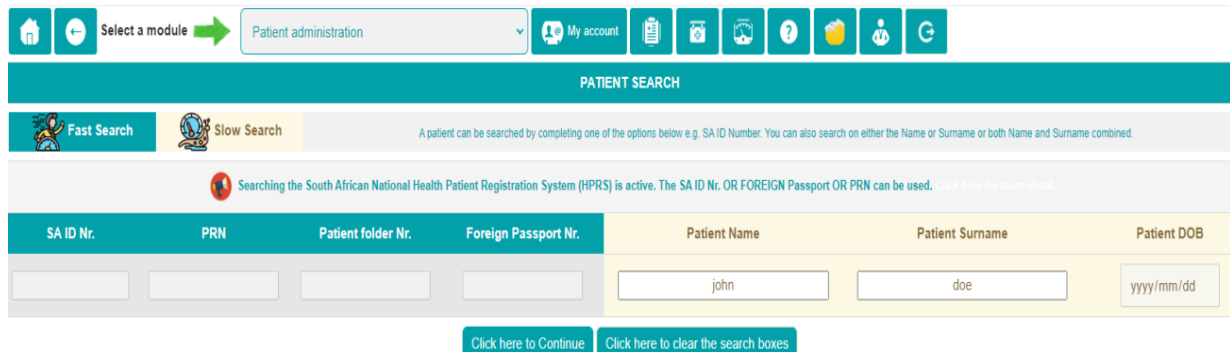 Select a module Patient administration My account
PATIENT SEARCH
Fast Search Slow Search A patient can be searched by completing one of the options below e.g. SA ID Number. You can also search on either the Name or Surname or both Name and Surname combined.
Searching the South African National Health Patient Registration System (HPRS) is active. The SA ID Nr. OR FOREIGN Passport OR PRN can be used. Click here for more detail.
SA ID Nr. PRN Patient folder Nr. Foreign Passport Nr. Patient Name Patient Surname Patient DOB
john doe yyyy/mm/dd
Click here to Continue Click here to clear the search boxes